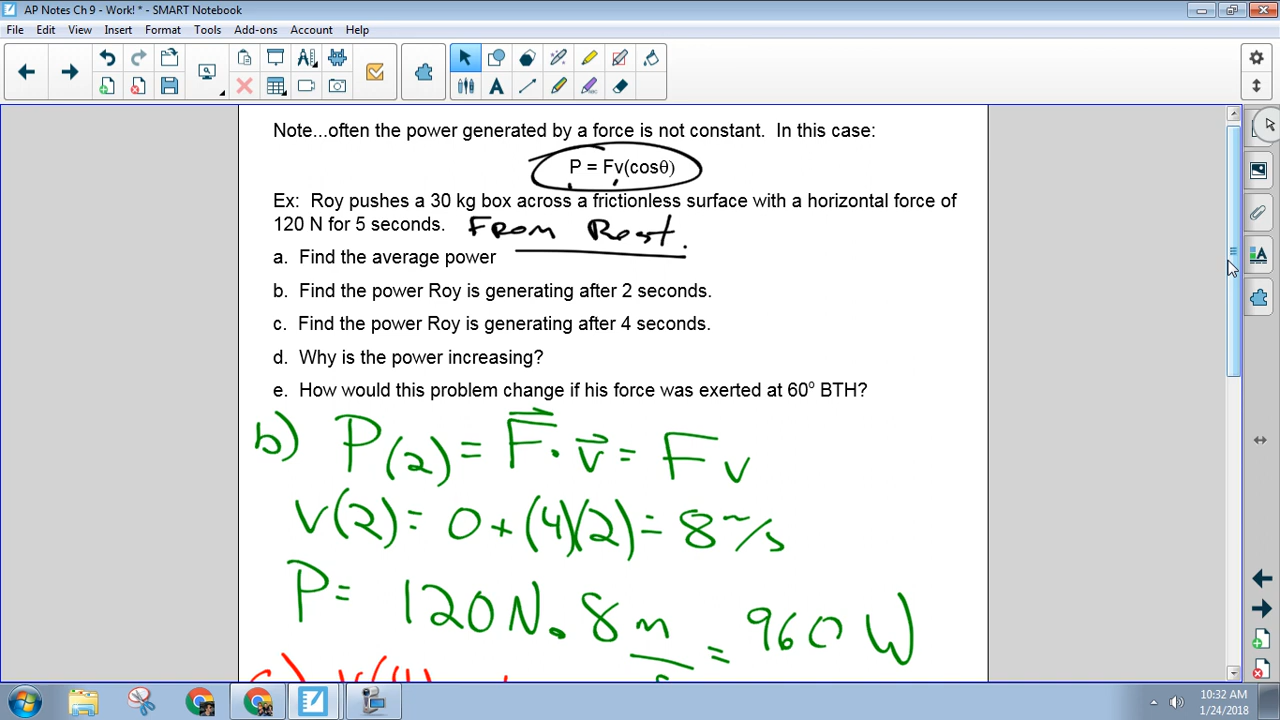 AP Notes Ch 9 - Work! * - SMART Notebook
File Edit View Insert Format Tools Add-ons Account Help
Note...often the power generated by a force is not constant. In this case:
P = Fv(cosθ)
Ex: Roy pushes a 30 kg box across a frictionless surface with a horizontal force of
120 N for 5 seconds. From Rest.
a. Find the average power
b. Find the power Roy is generating after 2 seconds.
c. Find the power Roy is generating after 4 seconds.
d. Why is the power increasing?
e. How would this problem change if his force was exerted at 60° BTH?
b) P(2) = F⃗ · v⃗ = Fv
v(2) = 0 + (4)(2) = 8 m/s
P = 120 N · 8 m/s = 960 W
c) v(4)
10:32 AM
1/24/2018